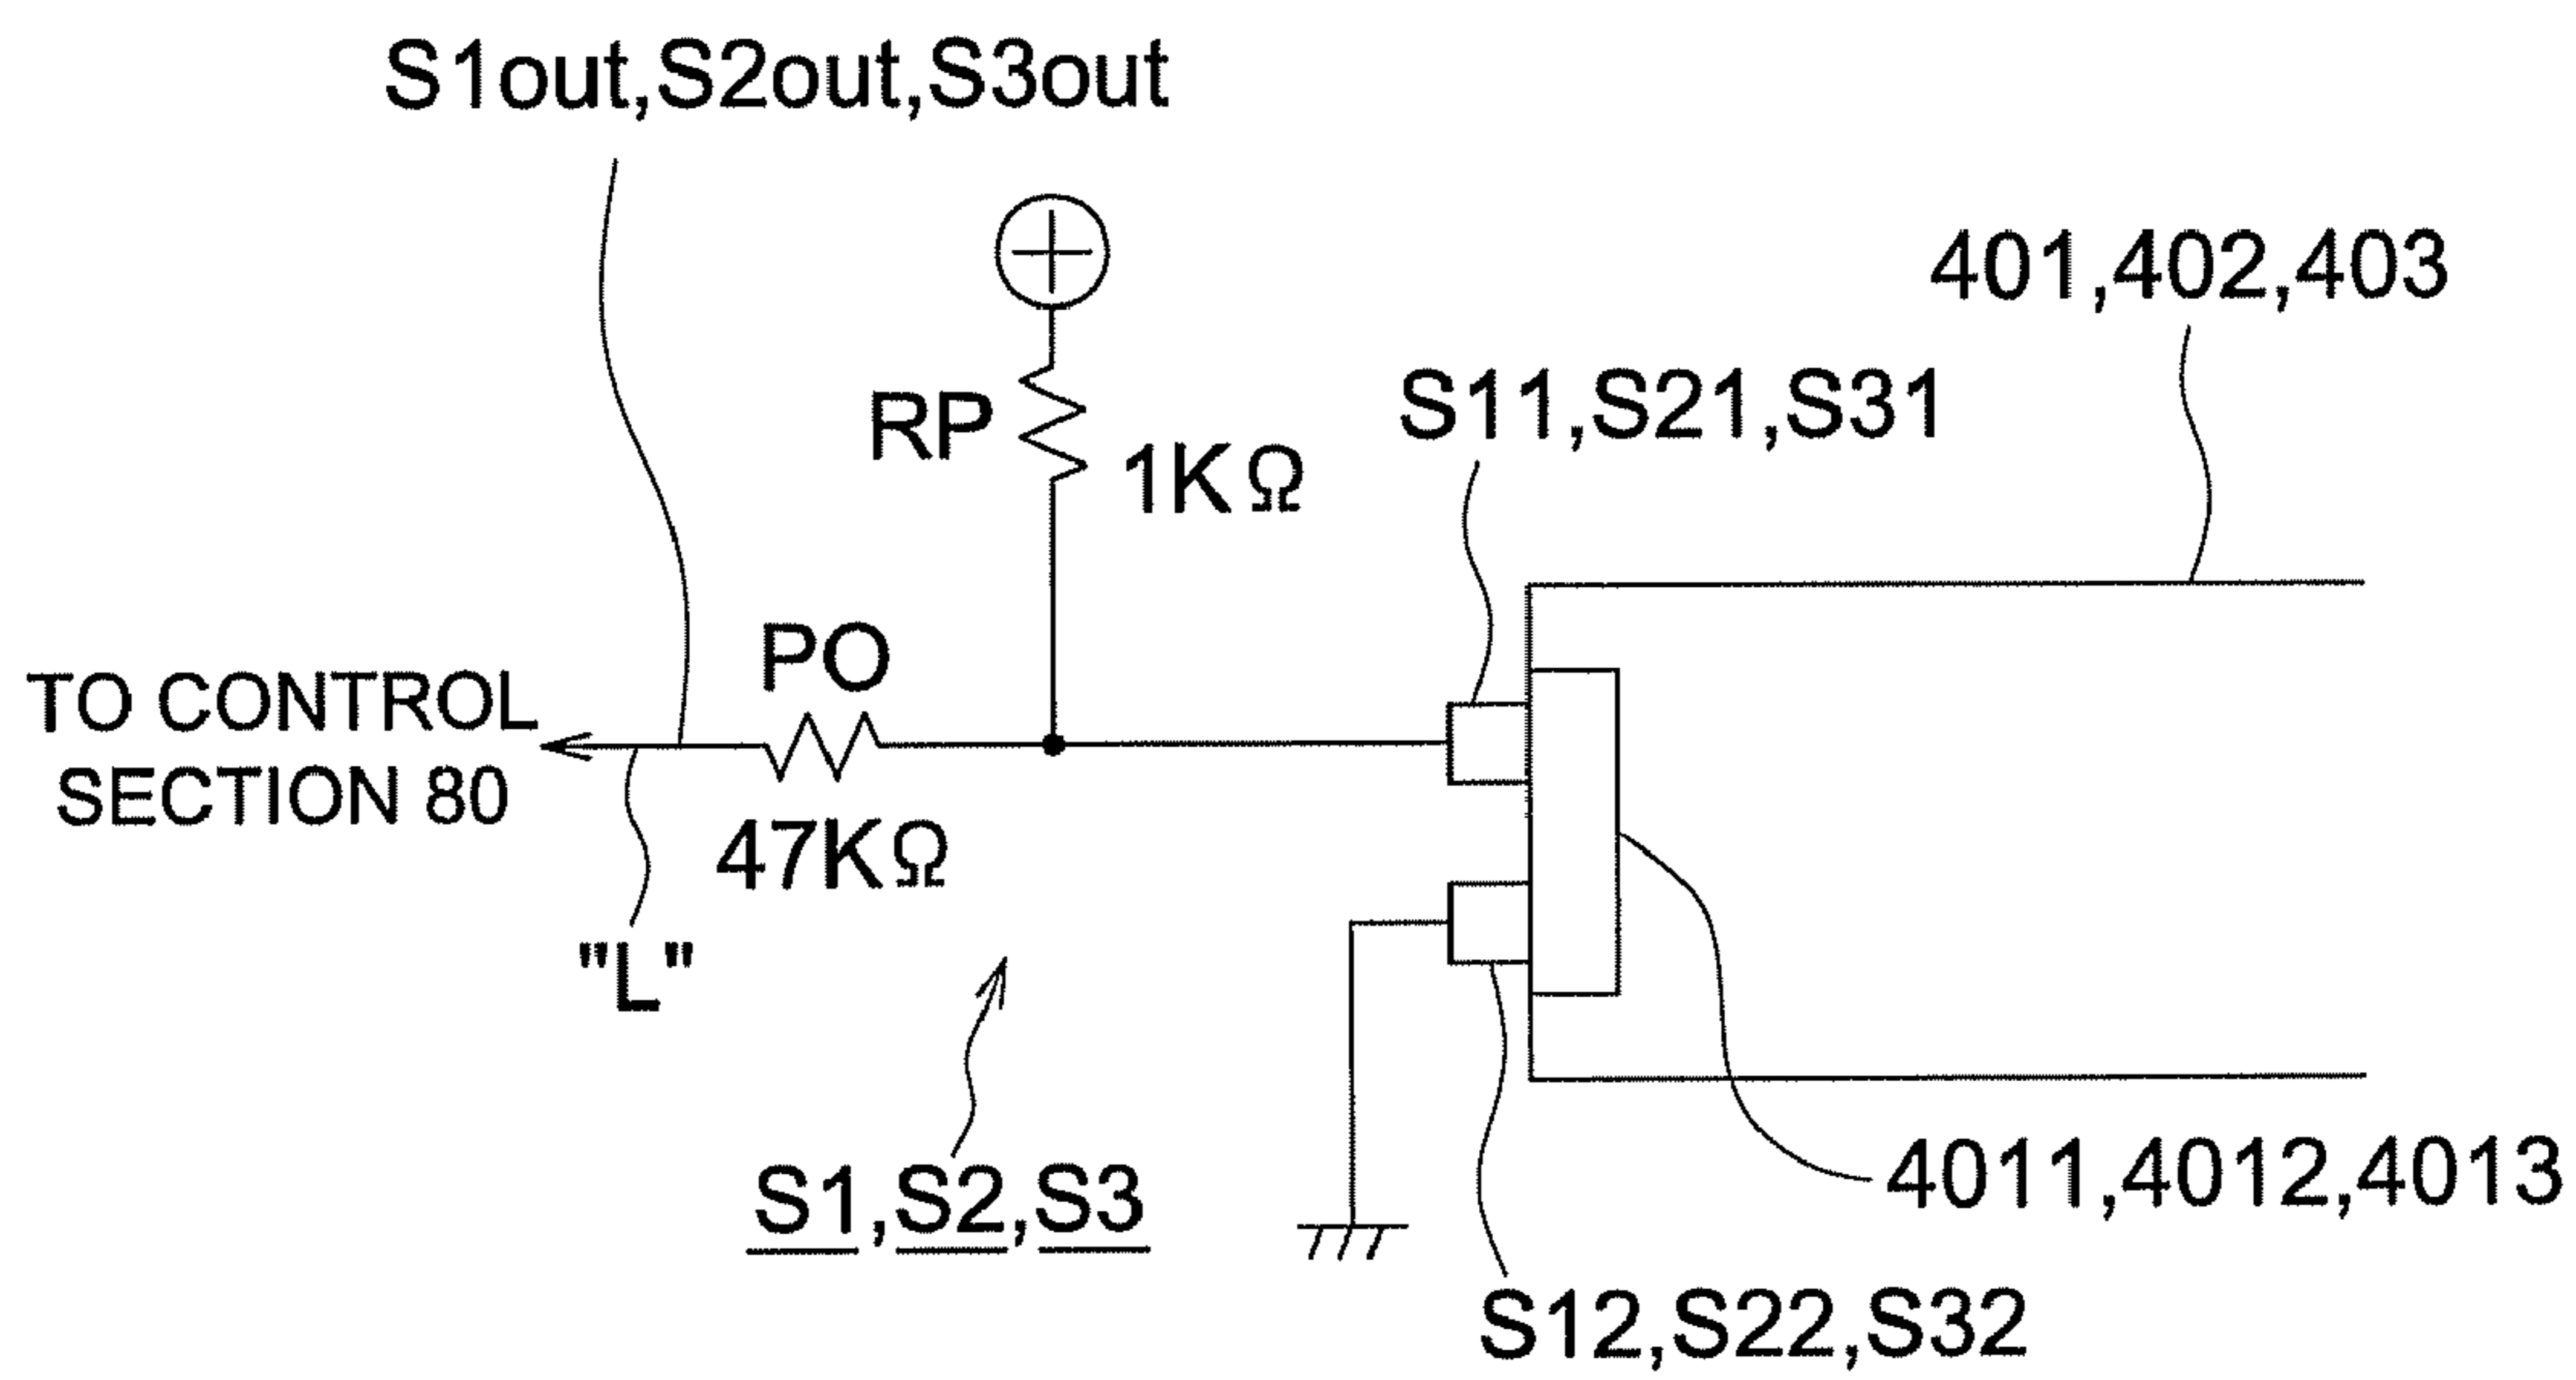 S1out,S2out,S3out
401,402,403
S11,S21,S31
RP
1KΩ
PO
TO CONTROL
SECTION 80
47KΩ
"L"
S1,S2,S3
4011,4012,4013
S12,S22,S32